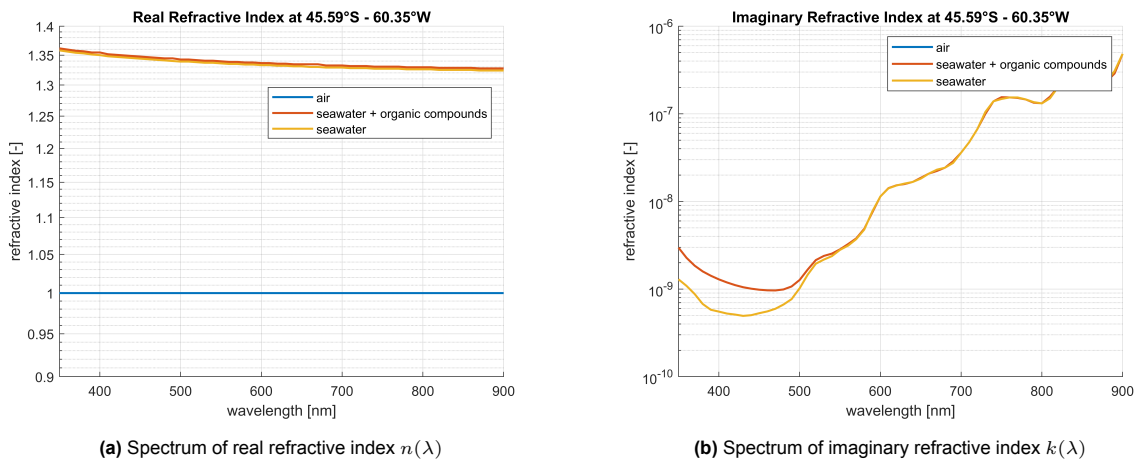 Real Refractive Index at 45.59°S - 60.35°W
1.4
1.35
1.3
1.25
1.2
1.15
1.1
1.05
1
0.95
0.9
refractive index [-]
air
seawater + organic compounds
seawater
400 500 600 700 800 900
wavelength [nm]
(a) Spectrum of real refractive index n(λ)
Imaginary Refractive Index at 45.59°S - 60.35°W
10⁻⁶
10⁻⁷
10⁻⁸
10⁻⁹
10⁻¹⁰
refractive index [-]
air
seawater + organic compounds
seawater
400 500 600 700 800 900
wavelength [nm]
(b) Spectrum of imaginary refractive index k(λ)